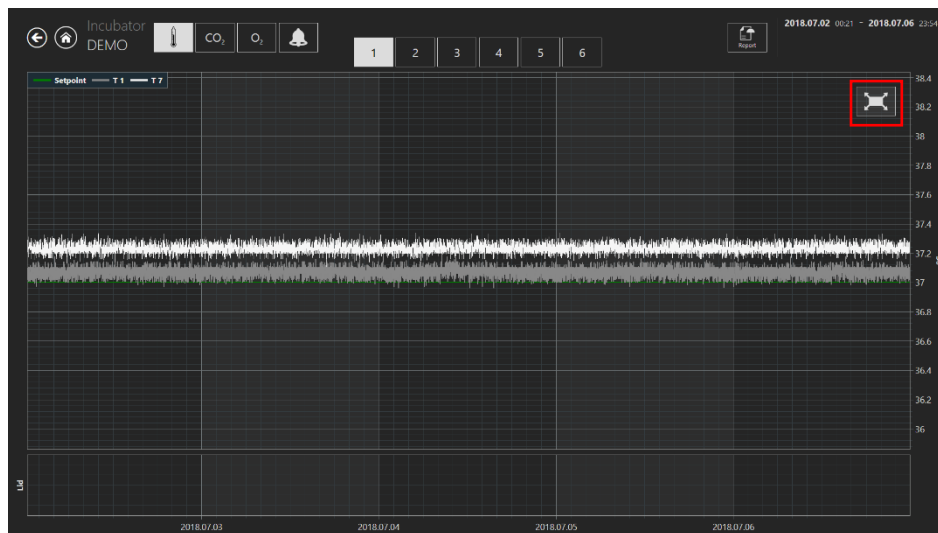 Incubator
DEMO
CO₂
O₂
1 2 3 4 5 6
Report
2018.07.02 00:21 - 2018.07.06 23:54
Setpoint T 1 T 7
38.4
38.2
38
37.8
37.6
37.4
37.2
37
36.8
36.6
36.4
36.2
36
Lid
2018.07.03 2018.07.04 2018.07.05 2018.07.06